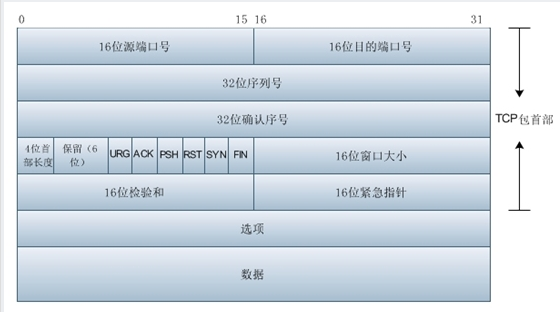 0 15 16 31
16位源端口号 16位目的端口号
32位序列号
32位确认序号
TCP包首部
4位首部长度 保留（6位） URG ACK PSH RST SYN FIN 16位窗口大小
16位检验和 16位紧急指针
选项
数据